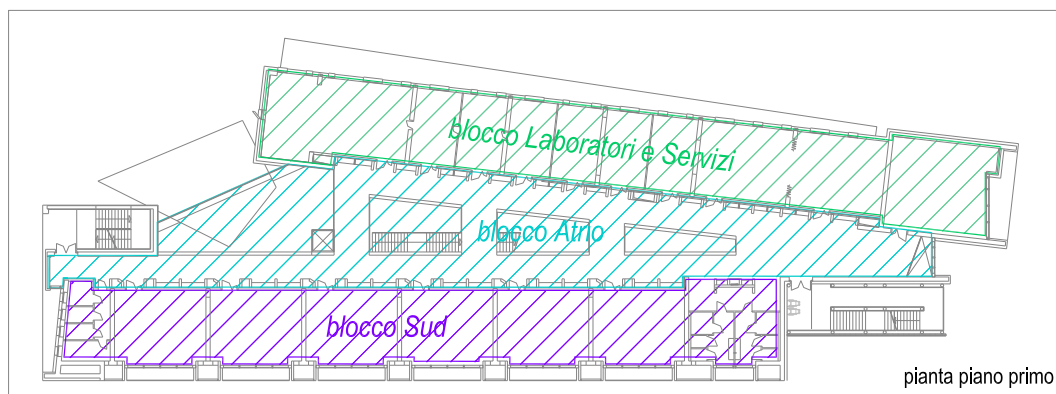 blocco Laboratori e Servizi
blocco Atrio
blocco Sud
pianta piano primo